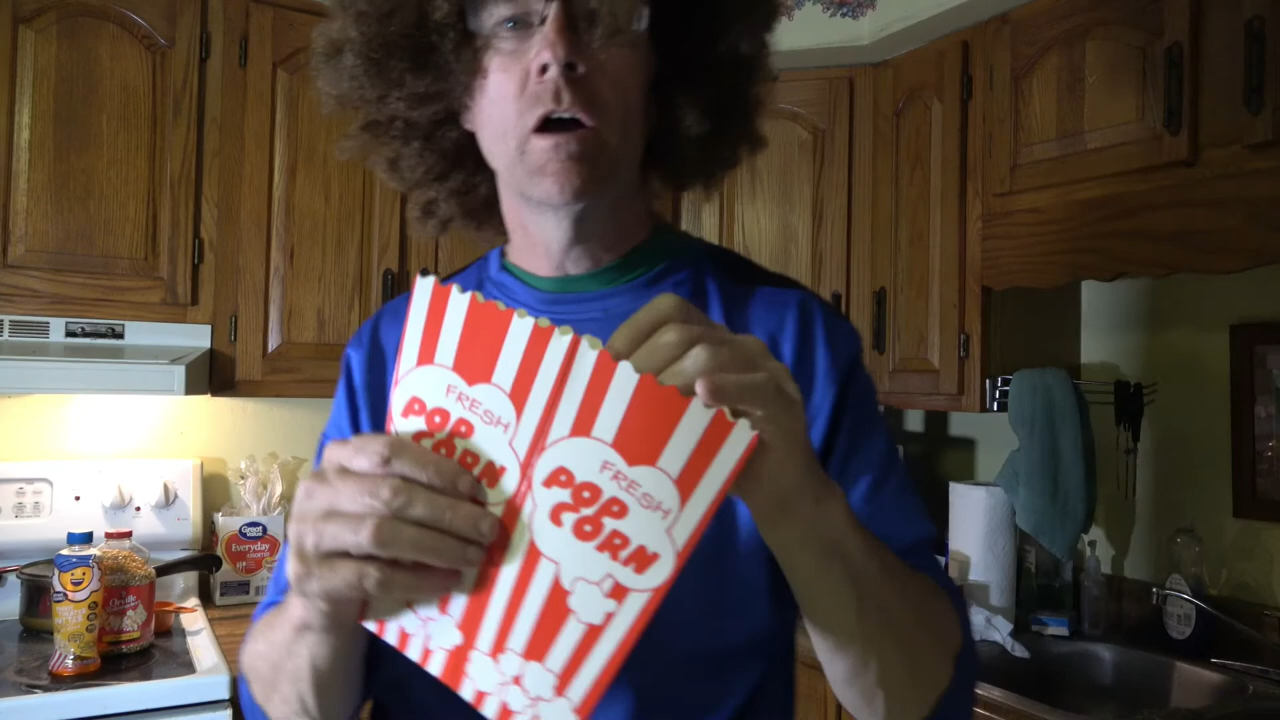 FRESH
POP
CORN
FRESH
POP
CORN
Great
Value
Everyday
Orville